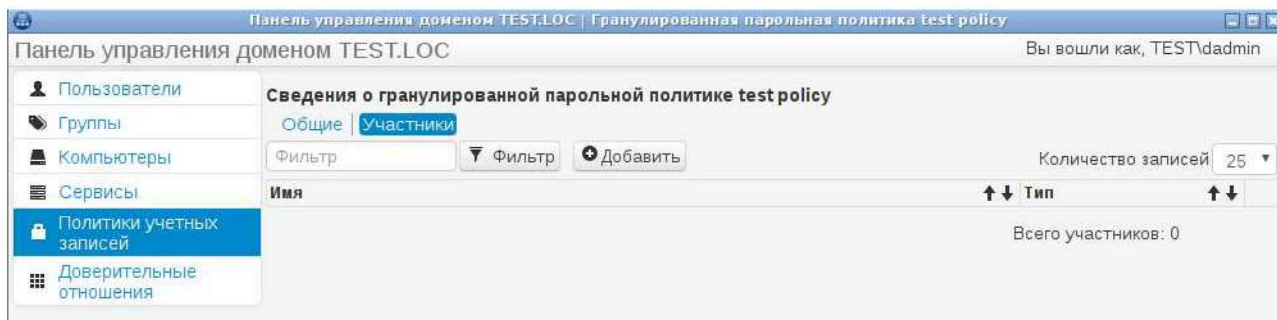 Панель управления доменом TEST.LOC | Гранулированная парольная политика test policy
Панель управления доменом TEST.LOC
Вы вошли как, TEST\dadmin
Пользователи
Группы
Компьютеры
Сервисы
Политики учетных
записей
Доверительные
отношения
Сведения о гранулированной парольной политике test policy
Общие | Участники
Фильтр Фильтр Добавить
Количество записей 25
Имя Тип
Всего участников: 0